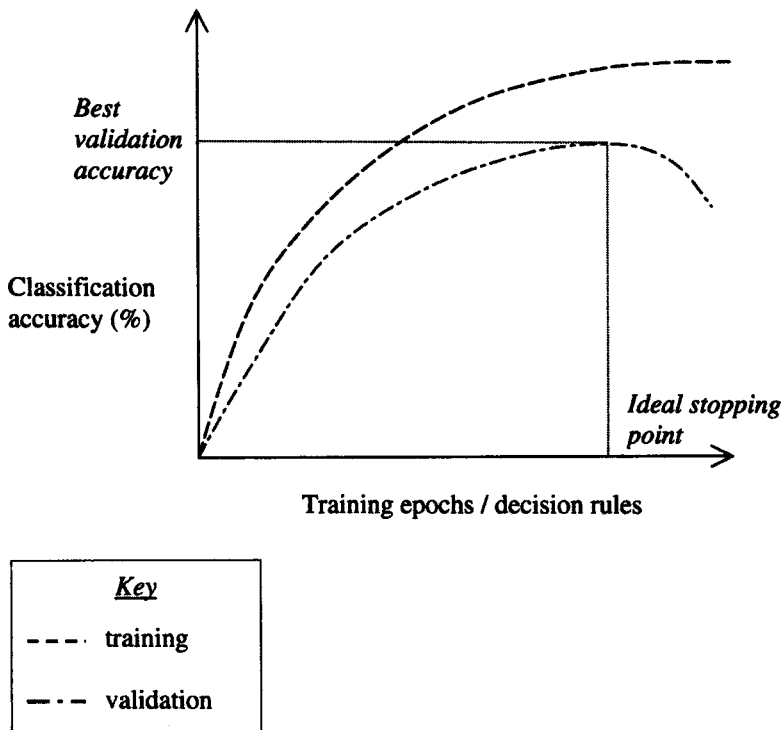 Best
validation
accuracy
Classification
accuracy (%)
Ideal stopping
point
Training epochs / decision rules
Key
training
validation